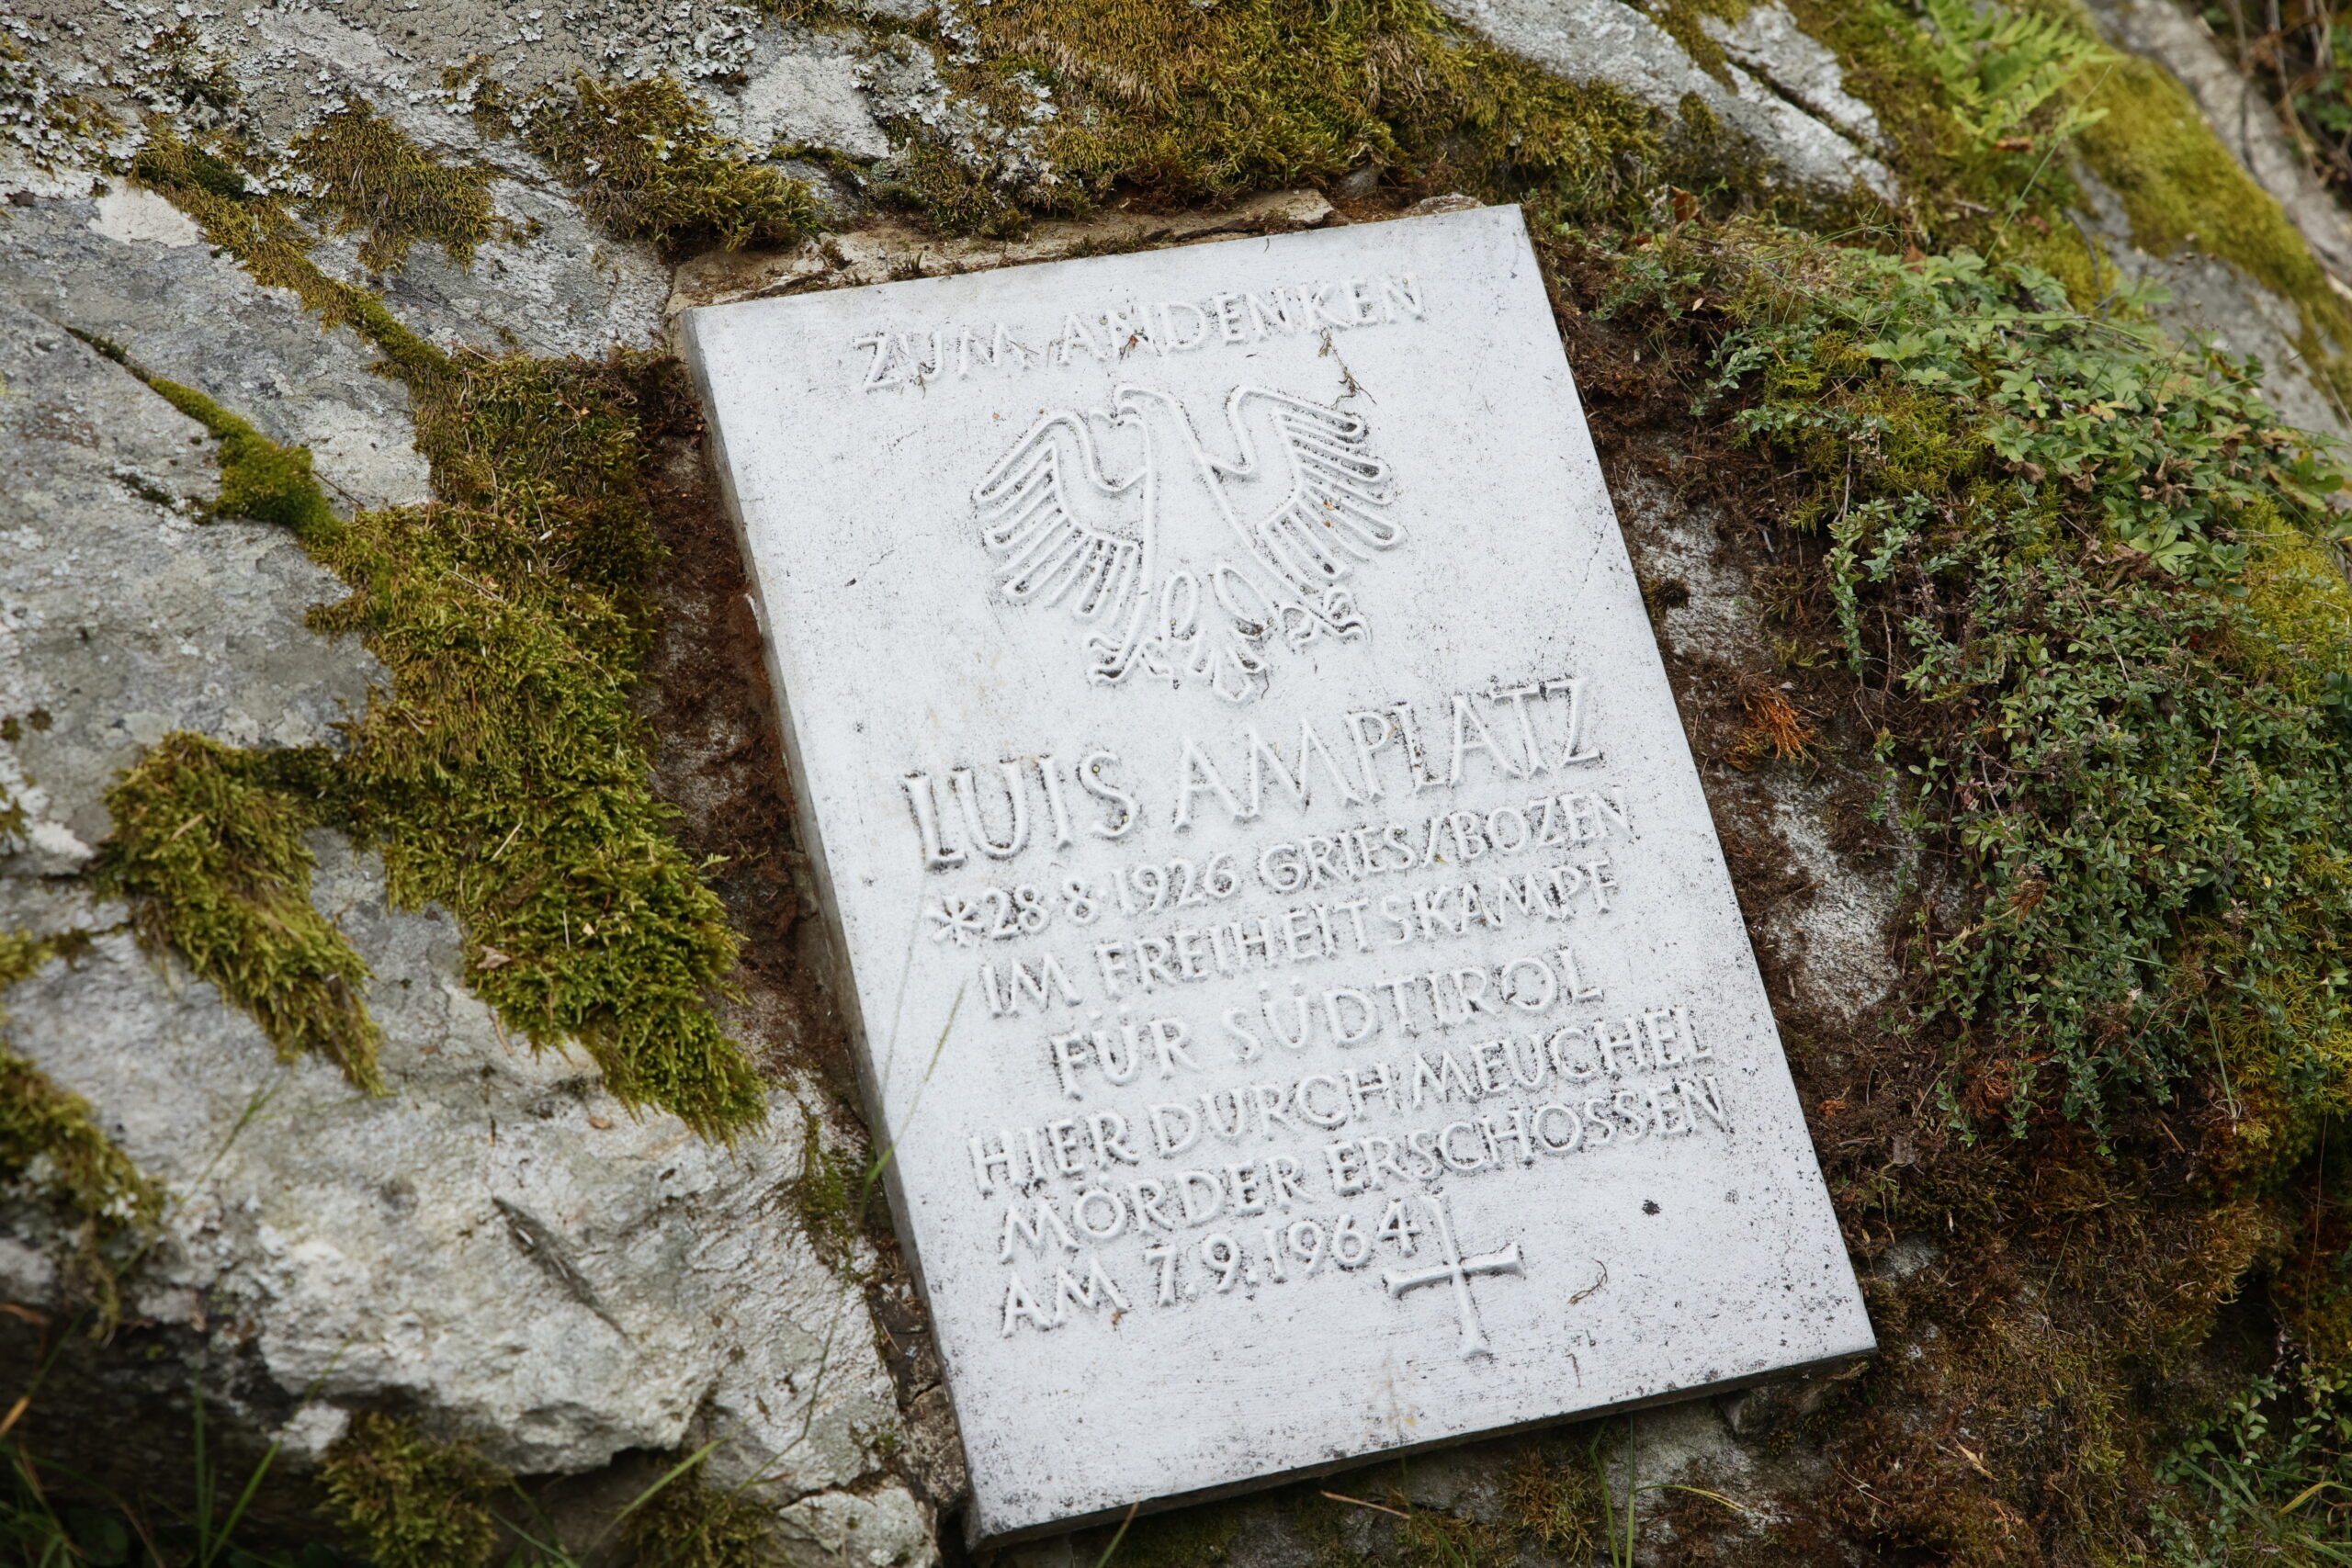 ZUM ANDENKEN
LUIS AMPLATZ
*28·8·1926 GRIES/BOZEN
IM FREIHEITSKAMPF
FÜR SÜDTIROL
HIER DURCH MEUCHEL
MÖRDER ERSCHOSSEN
AM 7.9.1964